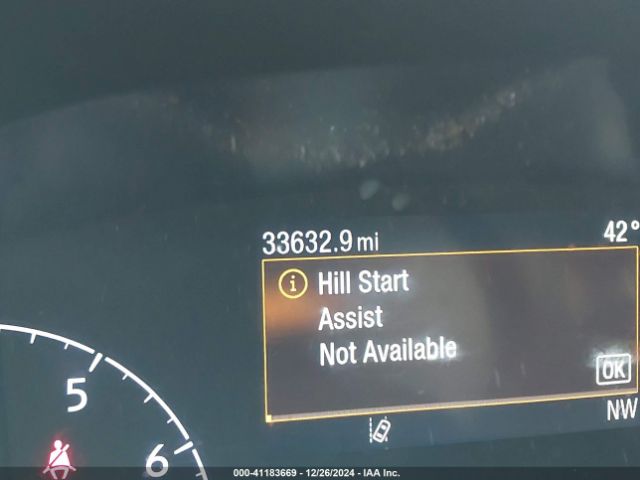 33632.9 mi
42°
Hill Start
Assist
Not Available
OK
NW
5
6
000-41183669 - 12/26/2024 - IAA Inc.